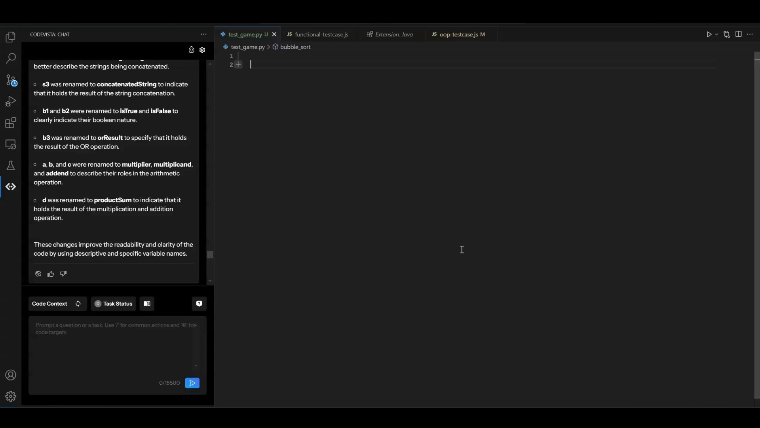 CODEVISTA: CHAT
test_game.py U
functional-testcase.js
Extension: Java
oop-testcase.js M
test_game.py > bubble_sort
1
2
better describe the strings being concatenated.
s3 was renamed to concatenatedString to indicate
that it holds the result of the string concatenation.
b1 and b2 were renamed to isTrue and isFalse to
clearly indicate their boolean nature.
b3 was renamed to orResult to specify that it holds
the result of the OR operation.
a, b, and c were renamed to multiplier, multiplicand,
and addend to describe their roles in the arithmetic
operation.
d was renamed to productSum to indicate that it
holds the result of the multiplication and addition
operation.
These changes improve the readability and clarity of the
code by using descriptive and specific variable names.
Code Context
Task Status
Prompt a question or a task. Use '/' for common actions and '@' for
code targets
0/15500